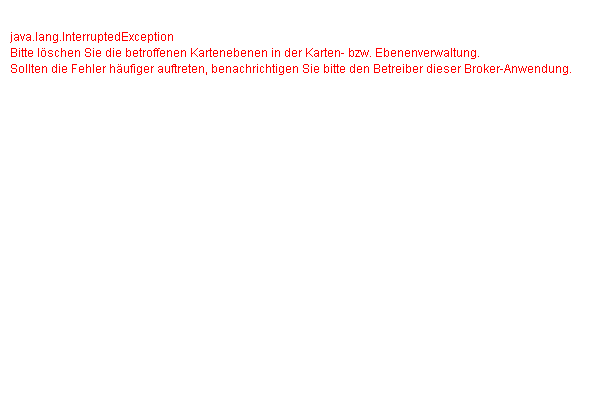 java.lang.InterruptedException
Bitte löschen Sie die betroffenen Kartenebenen in der Karten- bzw. Ebenenverwaltung.
Sollten die Fehler häufiger auftreten, benachrichtigen Sie bitte den Betreiber dieser Broker-Anwendung.